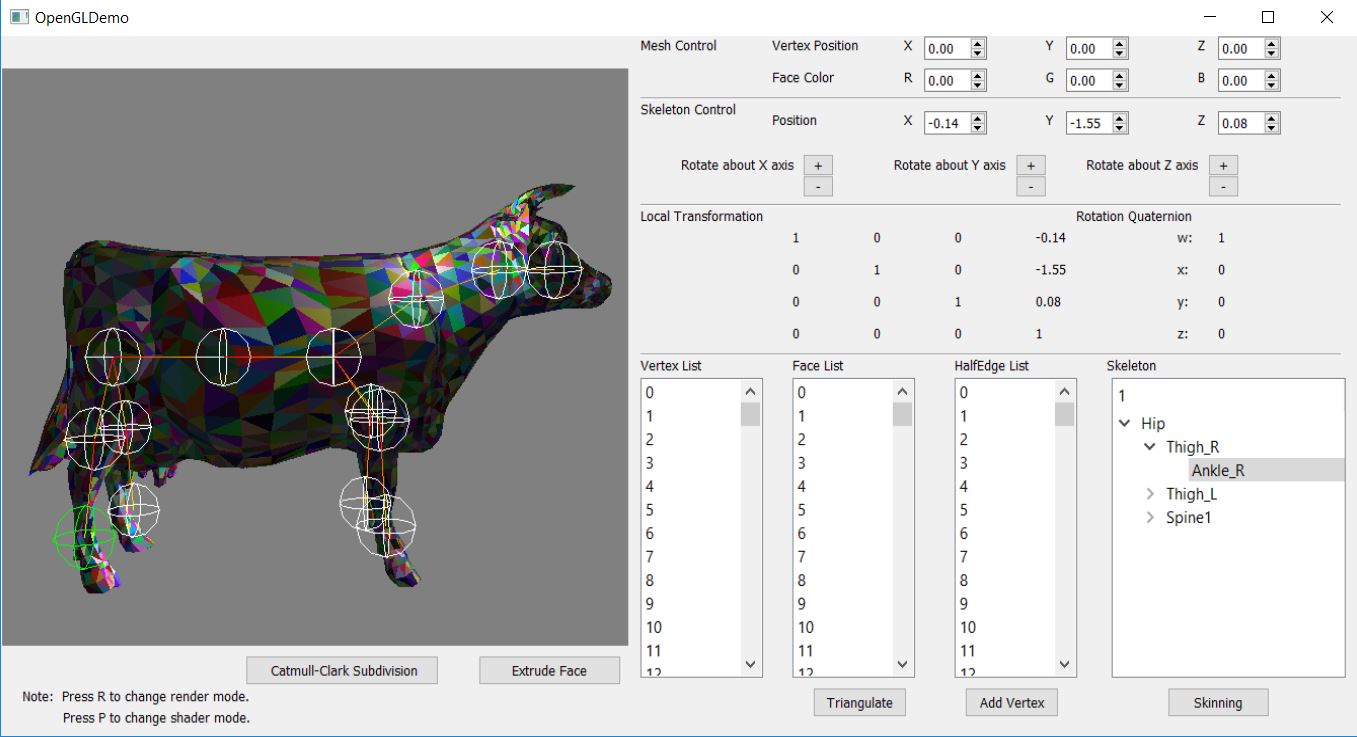 OpenGLDemo
Mesh Control Vertex Position X 0.00 Y 0.00 Z 0.00
Face Color R 0.00 G 0.00 B 0.00
Skeleton Control
Position X -0.14 Y -1.55 Z 0.08
Rotate about X axis + Rotate about Y axis + Rotate about Z axis +
- - -
Local Transformation Rotation Quaternion
1 0 0 -0.14 w: 1
0 1 0 -1.55 x: 0
0 0 1 0.08 y: 0
0 0 0 1 z: 0
Vertex List Face List HalfEdge List Skeleton
0 0 0 1
1 1 1 Hip
2 2 2 Thigh_R
3 3 3 Ankle_R
4 4 4 Thigh_L
5 5 5 Spine1
6 6 6
7 7 7
8 8 8
9 9 9
10 10 10
11 11 11
12 12 12
Catmull-Clark Subdivision Extrude Face
Triangulate Add Vertex Skinning
Note: Press R to change render mode.
Press P to change shader mode.